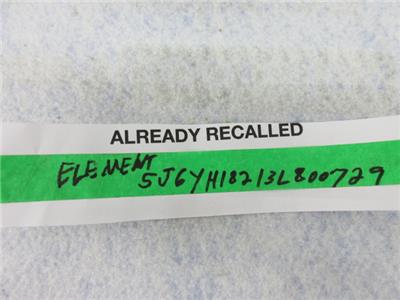 ALREADY RECALLED
ELEMENT 5J6YH18213L800729